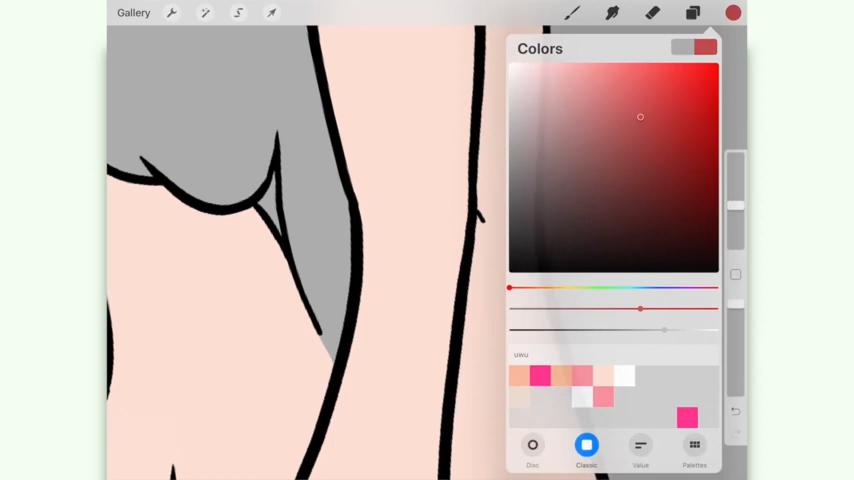 Gallery
Colors
uwu
Disc
Classic
Value
Palettes